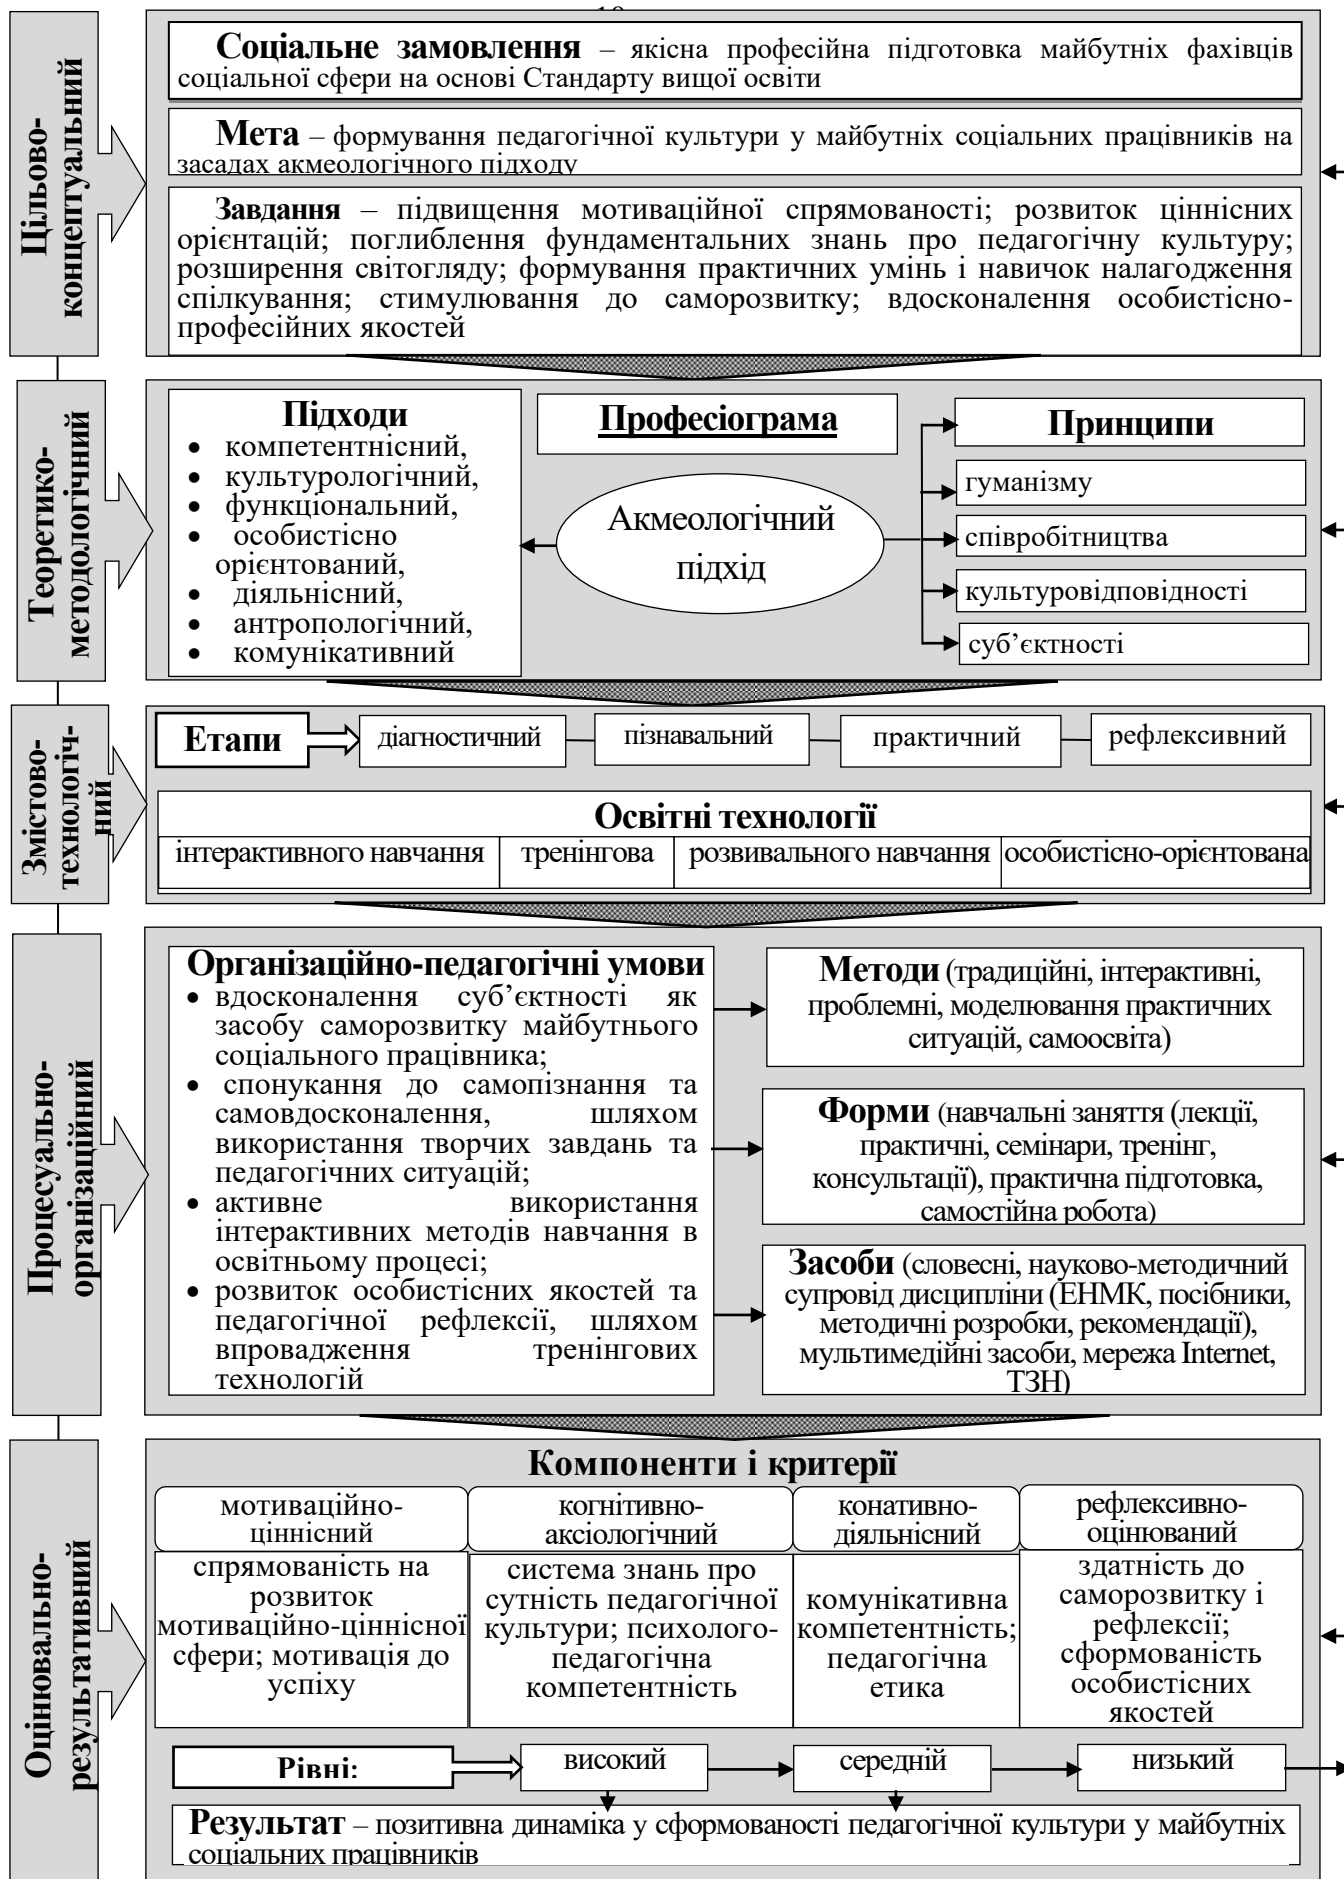 Цільово-
концептуальний
Соціальне замовлення – якісна професійна підготовка майбутніх фахівців
соціальної сфери на основі Стандарту вищої освіти
Мета – формування педагогічної культури у майбутніх соціальних працівників на
засадах акмеологічного підходу
Завдання – підвищення мотиваційної спрямованості; розвиток ціннісних
орієнтацій; поглиблення фундаментальних знань про педагогічну культуру;
розширення світогляду; формування практичних умінь і навичок налагодження
спілкування; стимулювання до саморозвитку; вдосконалення особистісно-
професійних якостей
Теоретико-
методологічний
Підходи
• компетентнісний,
• культурологічний,
• функціональний,
• особистісно
орієнтований,
• діяльнісний,
• антропологічний,
• комунікативний
Професіограма
Акмеологічний
підхід
Принципи
гуманізму
співробітництва
культуровідповідності
суб’єктності
Змістово-
технологіч-
ний
Етапи
діагностичний
пізнавальний
практичний
рефлексивний
Освітні технології
інтерактивного навчання
тренінгова
розвивального навчання
особистісно-орієнтована
Процесуально-
організаційний
Організаційно-педагогічні умови
• вдосконалення суб’єктності як
засобу саморозвитку майбутнього
соціального працівника;
• спонукання до самопізнання та
самовдосконалення, шляхом
використання творчих завдань та
педагогічних ситуацій;
• активне використання
інтерактивних методів навчання в
освітньому процесі;
• розвиток особистісних якостей та
педагогічної рефлексії, шляхом
впровадження тренінгових
технологій
Методи (традиційні, інтерактивні,
проблемні, моделювання практичних
ситуацій, самоосвіта)
Форми (навчальні заняття (лекції,
практичні, семінари, тренінг,
консультації), практична підготовка,
самостійна робота)
Засоби (словесні, науково-методичний
супровід дисципліни (ЕНМК, посібники,
методичні розробки, рекомендації),
мультимедійні засоби, мережа Internet,
ТЗН)
Оцінювально-
результативний
Компоненти і критерії
мотиваційно-
ціннісний
когнітивно-
аксіологічний
конативно-
діяльнісний
рефлексивно-
оцінюваний
спрямованість на
розвиток
мотиваційно-ціннісної
сфери; мотивація до
успіху
система знань про
сутність педагогічної
культури; психолого-
педагогічна
компетентність
комунікативна
компетентність;
педагогічна
етика
здатність до
саморозвитку і
рефлексії;
сформованість
особистісних
якостей
Рівні:
високий
середній
низький
Результат – позитивна динаміка у сформованості педагогічної культури у майбутніх
соціальних працівників